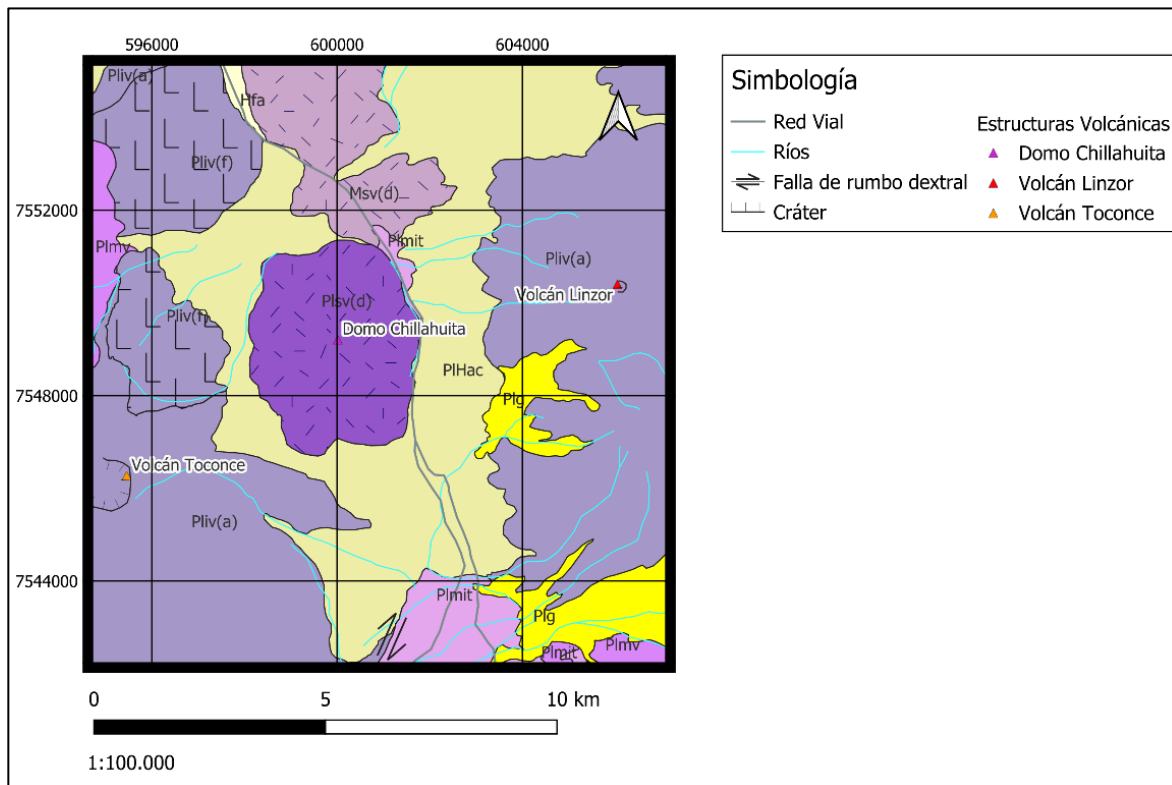 596000 600000 604000
7552000
7548000
7544000
Pliv(a)
Hfa
Pliv(f)
Msv(d)
Plmv
Plmit
Pliv(a)
Volcán Linzor
Plsv(d)
Pliv(f)
Domo Chillahuita
PlHac
Plg
Volcán Toconce
Pliv(a)
Plmit
Plg
Plmit
Plmv
0 5 10 km
1:100.000
Simbología
Red Vial
Ríos
Falla de rumbo dextral
Cráter
Estructuras Volcánicas
Domo Chillahuita
Volcán Linzor
Volcán Toconce